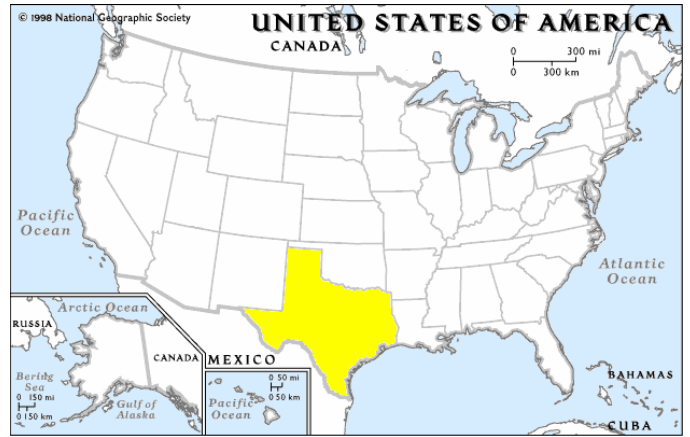 © 1998 National Geographic Society
UNITED STATES OF AMERICA
CANADA
0 300 mi
0 300 km
Pacific
Ocean
Atlantic
Ocean
Arctic Ocean
RUSSIA
CANADA
MEXICO
Bering
Sea
0 150 mi
0 150 km
Gulf of
Alaska
0 50 mi
0 50 km
Pacific
Ocean
BAHAMAS
CUBA